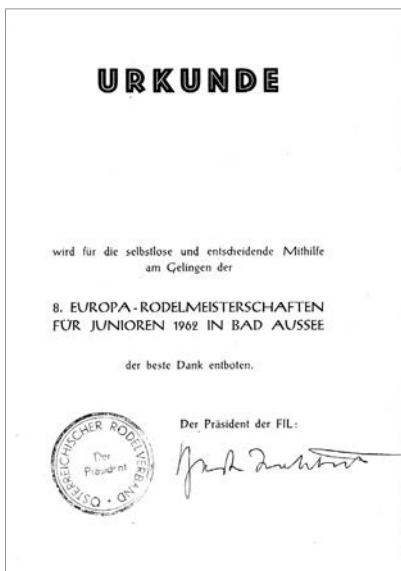 URKUNDE
wird für die selbstlose und entscheidende Mithilfe
am Gelingen der
8. EUROPA-RODELMEISTERSCHAFTEN
FÜR JUNIOREN 1962 IN BAD AUSSEE
der beste Dank entboten.
Der Präsident der FIL:
ÖSTERREICHISCHER RODELVERBAND
Der
Präsident